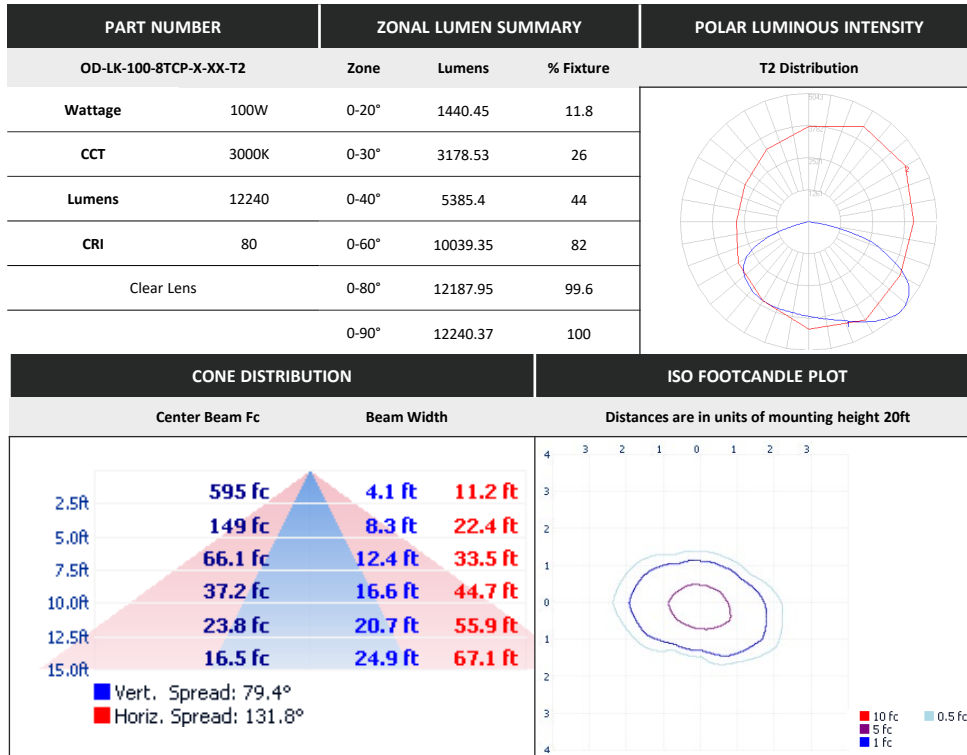 PART NUMBER ZONAL LUMEN SUMMARY POLAR LUMINOUS INTENSITY
OD-LK-100-8TCP-X-XX-T2 Zone Lumens % Fixture T2 Distribution
Wattage 100W 0-20° 1440.45 11.8
CCT 3000K 0-30° 3178.53 26
Lumens 12240 0-40° 5385.4 44
CRI 80 0-60° 10039.35 82
Clear Lens 0-80° 12187.95 99.6
0-90° 12240.37 100
CONE DISTRIBUTION ISO FOOTCANDLE PLOT
Center Beam Fc Beam Width Distances are in units of mounting height 20ft
2.5ft 595 fc 4.1 ft 11.2 ft
5.0ft 149 fc 8.3 ft 22.4 ft
7.5ft 66.1 fc 12.4 ft 33.5 ft
10.0ft 37.2 fc 16.6 ft 44.7 ft
12.5ft 23.8 fc 20.7 ft 55.9 ft
15.0ft 16.5 fc 24.9 ft 67.1 ft
Vert. Spread: 79.4°
Horiz. Spread: 131.8°
3 2 1 0 1 2 3
4
3
2
1
0
1
2
3
4
10 fc 0.5 fc
5 fc
1 fc